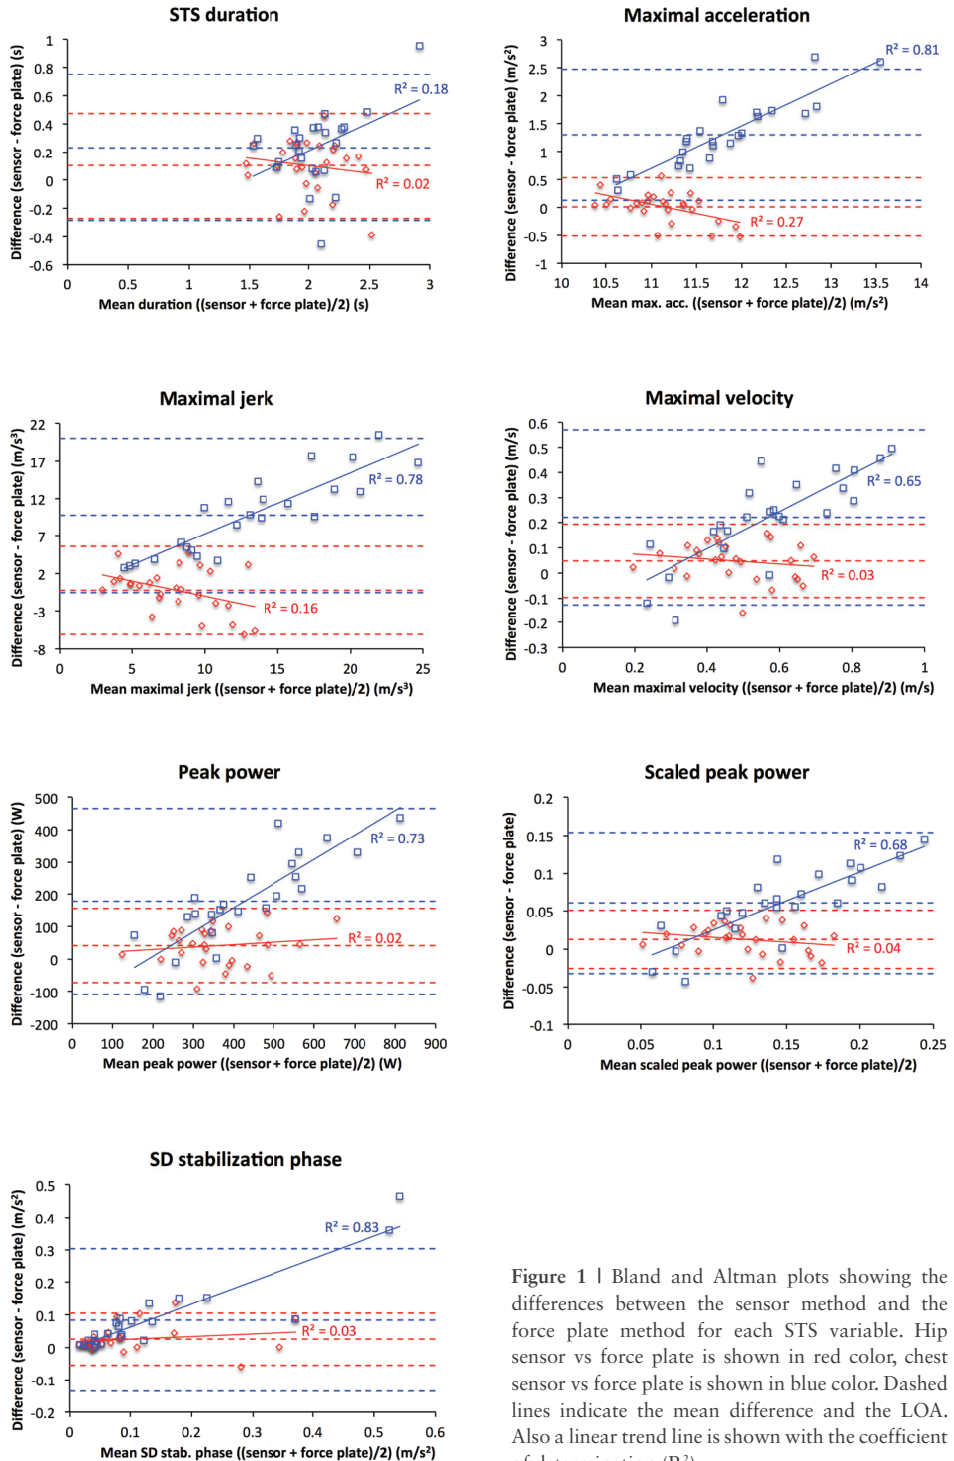 STS duration
Difference (sensor - force plate) (s)
1
0.8
0.6
0.4
0.2
0
-0.2
-0.4
-0.6
R² = 0.18
R² = 0.02
0 0.5 1 1.5 2 2.5 3
Mean duration ((sensor + force plate)/2) (s)
Maximal acceleration
Difference (sensor - force plate) (m/s²)
3
2.5
2
1.5
1
0.5
0
-0.5
-1
R² = 0.81
R² = 0.27
10 10.5 11 11.5 12 12.5 13 13.5 14
Mean max. acc. ((sensor + force plate)/2) (m/s²)
Maximal jerk
Difference (sensor - force plate) (m/s³)
22
17
12
7
2
-3
-8
R² = 0.78
R² = 0.16
0 5 10 15 20 25
Mean maximal jerk ((sensor + force plate)/2) (m/s³)
Maximal velocity
Difference (sensor - force plate) (m/s)
0.6
0.5
0.4
0.3
0.2
0.1
0
-0.1
-0.2
-0.3
R² = 0.65
R² = 0.03
0 0.2 0.4 0.6 0.8 1
Mean maximal velocity ((sensor + force plate)/2) (m/s)
Peak power
Difference (sensor - force plate) (W)
500
400
300
200
100
0
-100
-200
R² = 0.73
R² = 0.02
0 100 200 300 400 500 600 700 800 900
Mean peak power ((sensor + force plate)/2) (W)
Scaled peak power
Difference (sensor - force plate)
0.2
0.15
0.1
0.05
0
-0.05
-0.1
R² = 0.68
R² = 0.04
0 0.05 0.1 0.15 0.2 0.25
Mean scaled peak power ((sensor + force plate)/2)
SD stabilization phase
Difference (sensor - force plate) (m/s²)
0.5
0.4
0.3
0.2
0.1
0
-0.1
-0.2
R² = 0.83
R² = 0.03
0 0.1 0.2 0.3 0.4 0.5 0.6
Mean SD stab. phase ((sensor + force plate)/2) (m/s²)
Figure 1 | Bland and Altman plots showing the
differences between the sensor method and the
force plate method for each STS variable. Hip
sensor vs force plate is shown in red color, chest
sensor vs force plate is shown in blue color. Dashed
lines indicate the mean difference and the LOA.
Also a linear trend line is shown with the coefficient
of determination (R²)